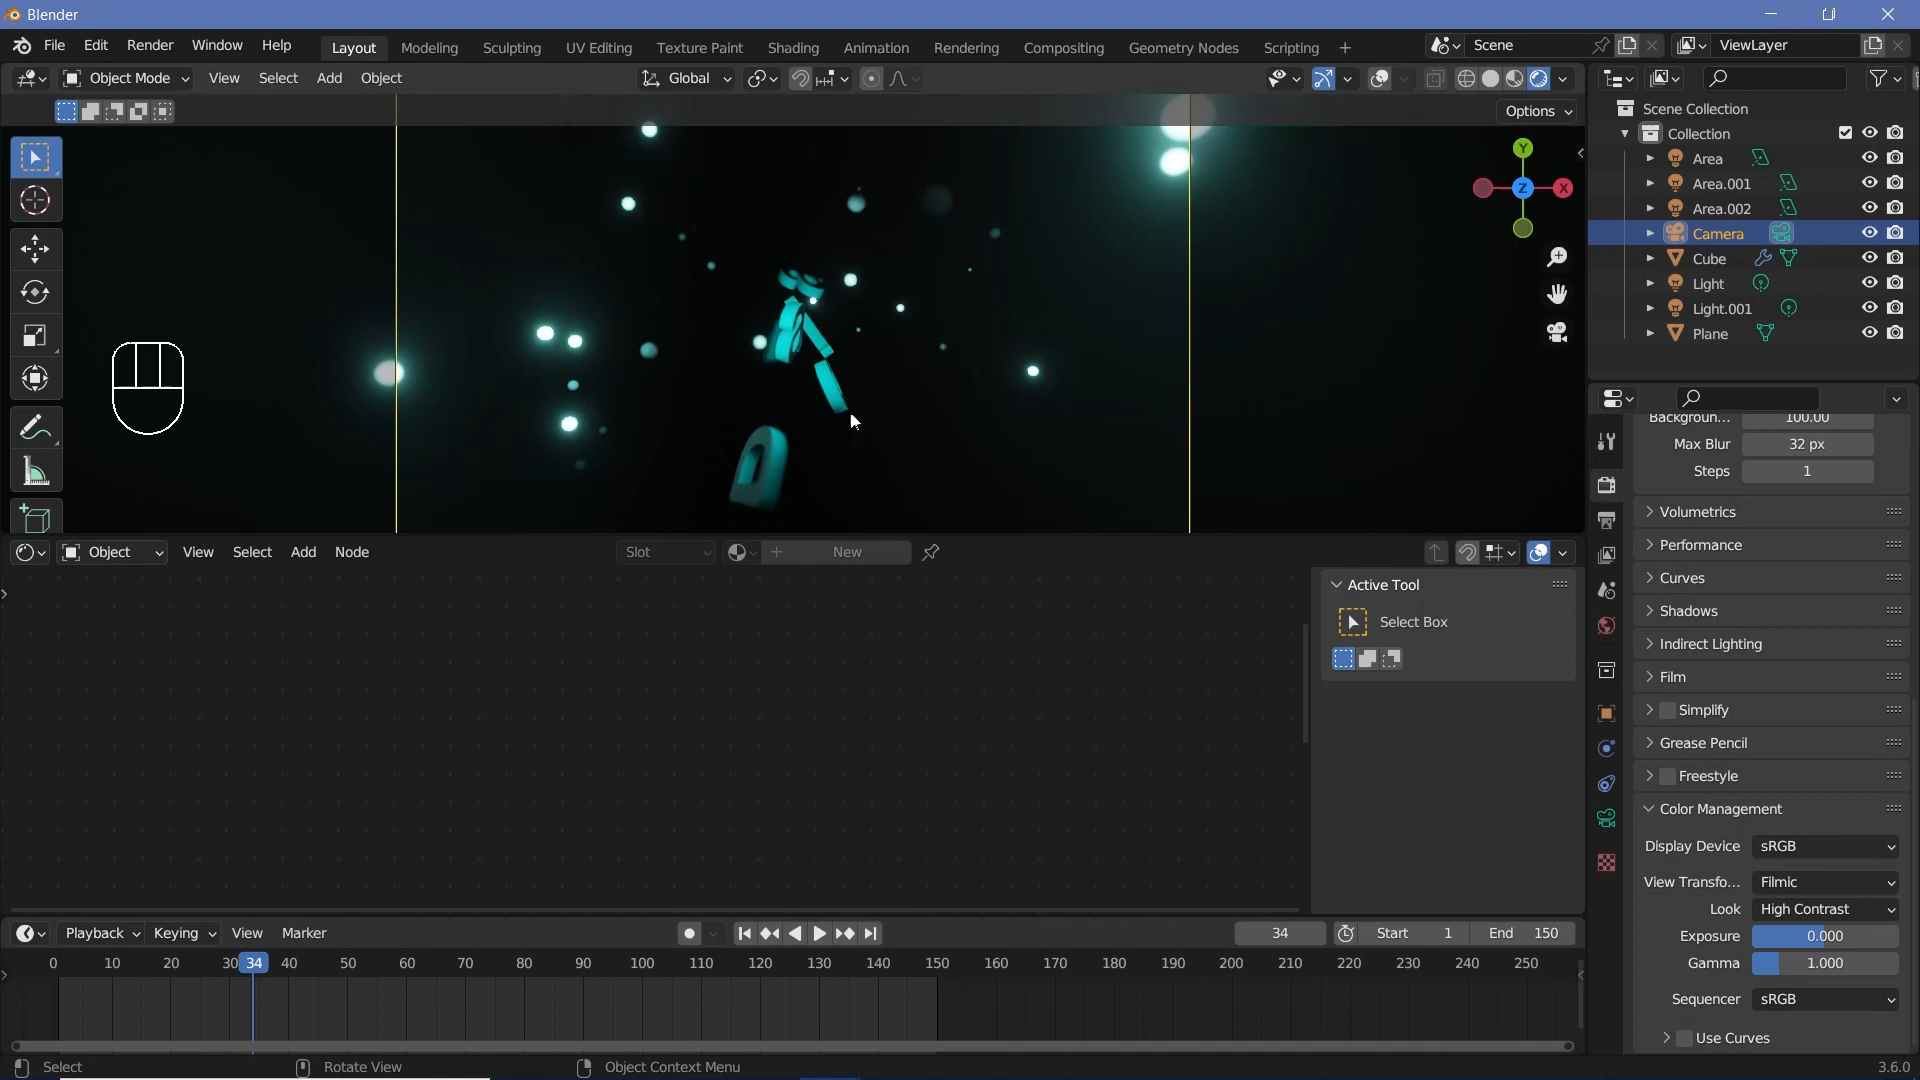 Blender
File Edit Render Window Help Layout Modeling Sculpting UV Editing Texture Paint Shading Animation Rendering Compositing Geometry Nodes Scripting + Scene ViewLayer
Object Mode View Select Add Object Global
Options
Y
Z X
Scene Collection
Collection
Area
Area.001
Area.002
Camera
Cube
Light
Light.001
Plane
Backgroun... 100.00
Max Blur 32 px
Steps 1
Volumetrics
Performance
Curves
Shadows
Indirect Lighting
Film
Simplify
Grease Pencil
Freestyle
Color Management
Display Device sRGB
View Transfo... Filmic
Look High Contrast
Exposure 0.000
Gamma 1.000
Sequencer sRGB
Use Curves
Object View Select Add Node Slot New
Active Tool
Select Box
Playback Keying View Marker 34 Start 1 End 150
0 10 20 30 34 40 50 60 70 80 90 100 110 120 130 140 150 160 170 180 190 200 210 220 230 240 250
Select Rotate View Object Context Menu 3.6.0